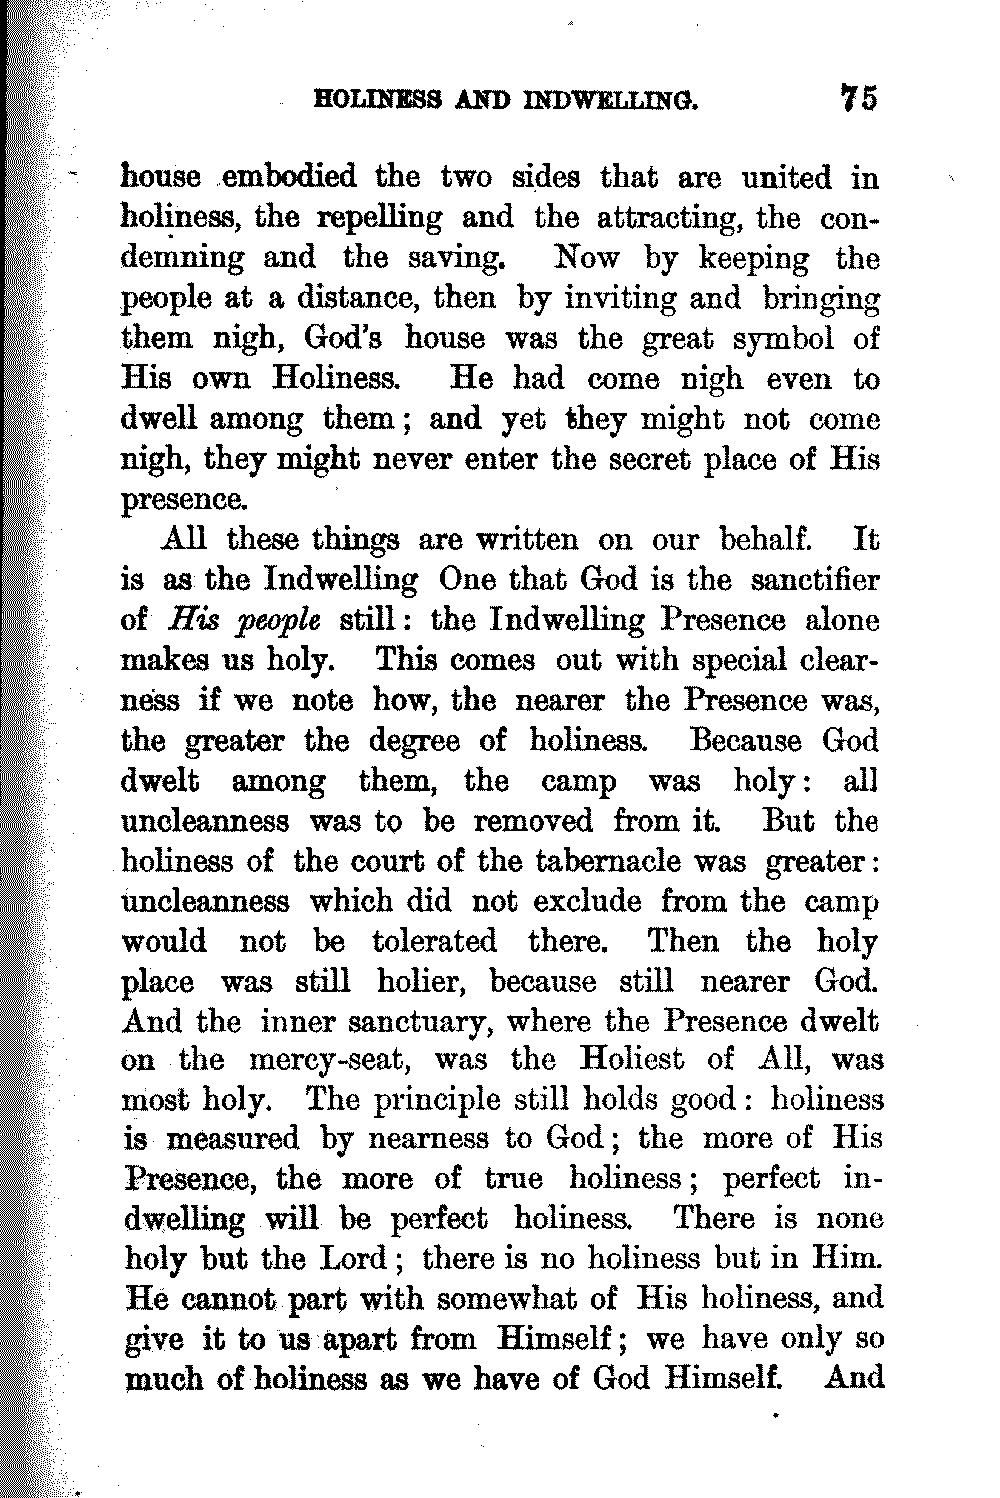 HOLINESS AND INDWELLING. 75
house embodied the two sides that are united in
holiness, the repelling and the attracting, the con-
demning and the saving. Now by keeping the
people at a distance, then by inviting and bringing
them nigh, God's house was the great symbol of
His own Holiness. He had come nigh even to
dwell among them; and yet they might not come
nigh, they might never enter the secret place of His
presence.
All these things are written on our behalf. It
is as the Indwelling One that God is the sanctifier
of His people still: the Indwelling Presence alone
makes us holy. This comes out with special clear-
ness if we note how, the nearer the Presence was,
the greater the degree of holiness. Because God
dwelt among them, the camp was holy: all
uncleanness was to be removed from it. But the
holiness of the court of the tabernacle was greater:
uncleanness which did not exclude from the camp
would not be tolerated there. Then the holy
place was still holier, because still nearer God.
And the inner sanctuary, where the Presence dwelt
on the mercy-seat, was the Holiest of All, was
most holy. The principle still holds good: holiness
is measured by nearness to God; the more of His
Presence, the more of true holiness; perfect in-
dwelling will be perfect holiness. There is none
holy but the Lord; there is no holiness but in Him.
He cannot part with somewhat of His holiness, and
give it to us apart from Himself; we have only so
much of holiness as we have of God Himself. And